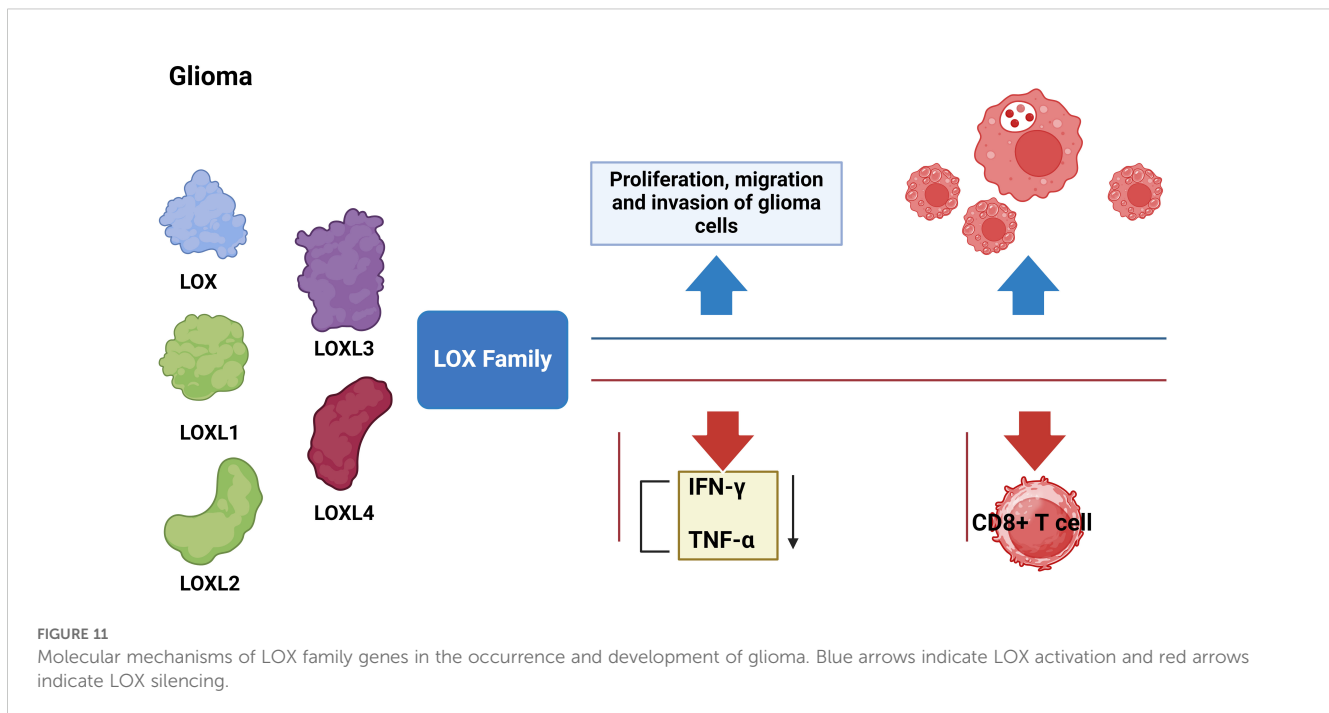 Glioma
LOX
LOXL1
LOXL2
LOXL3
LOXL4
LOX Family
Proliferation, migration
and invasion of glioma
cells
IFN-γ
TNF-α
CD8+ T cell
FIGURE 11
Molecular mechanisms of LOX family genes in the occurrence and development of glioma. Blue arrows indicate LOX activation and red arrows
indicate LOX silencing.